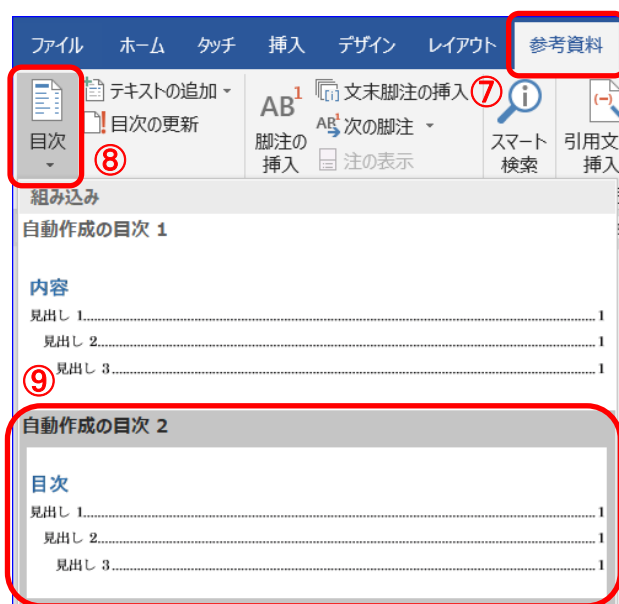 ファイル ホーム タッチ 挿入 デザイン レイアウト 参考資料
目次
テキストの追加
目次の更新
⑧
AB1
脚注の
挿入
[i] 文末脚注の挿入
AB1 次の脚注
注の表示
⑦
スマート
検索
(-)
引用文
挿入
組み込み
自動作成の目次 1
内容
見出し 1........1
見出し 2........1
見出し 3........1
⑨
自動作成の目次 2
目次
見出し 1........1
見出し 2........1
見出し 3........1